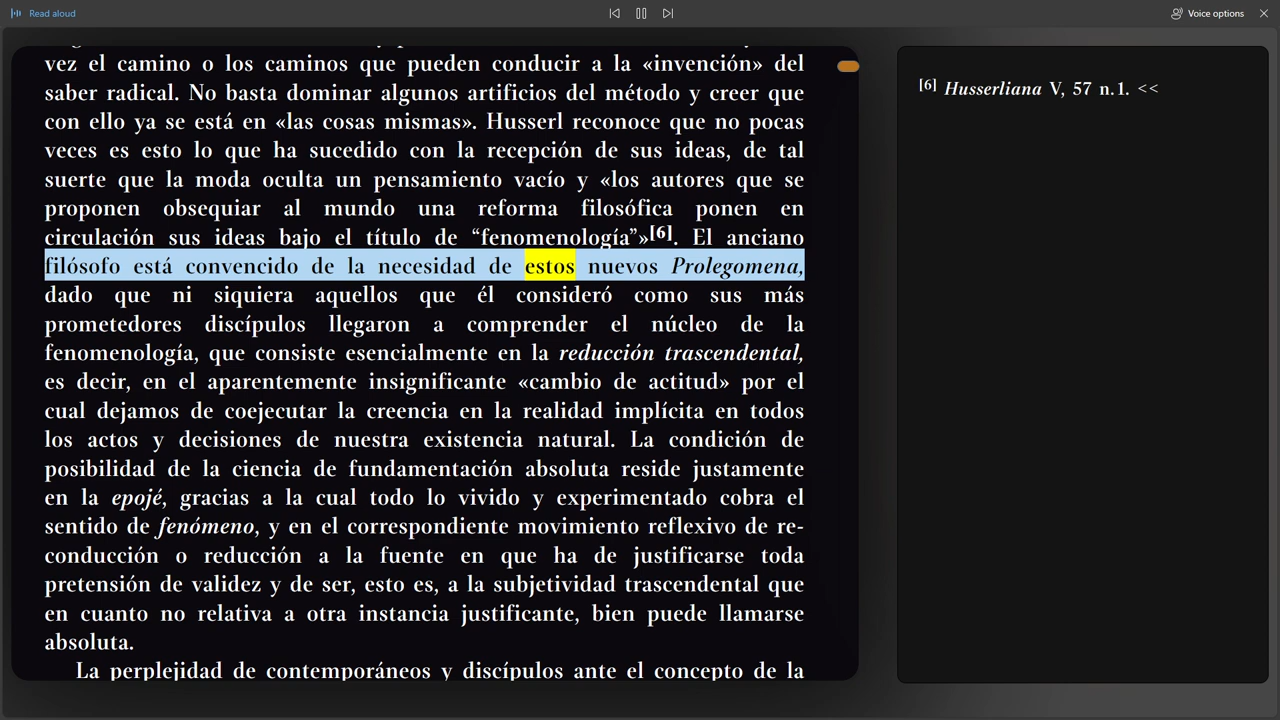 Read aloud
Voice options
vez el camino o los caminos que pueden conducir a la «invención» del
saber radical. No basta dominar algunos artificios del método y creer que
con ello ya se está en «las cosas mismas». Husserl reconoce que no pocas
veces es esto lo que ha sucedido con la recepción de sus ideas, de tal
suerte que la moda oculta un pensamiento vacío y «los autores que se
proponen obsequiar al mundo una reforma filosófica ponen en
circulación sus ideas bajo el título de “fenomenología”»[6]. El anciano
filósofo está convencido de la necesidad de estos nuevos Prolegomena,
dado que ni siquiera aquellos que él consideró como sus más
prometedores discípulos llegaron a comprender el núcleo de la
fenomenología, que consiste esencialmente en la reducción trascendental,
es decir, en el aparentemente insignificante «cambio de actitud» por el
cual dejamos de coejecutar la creencia en la realidad implícita en todos
los actos y decisiones de nuestra existencia natural. La condición de
posibilidad de la ciencia de fundamentación absoluta reside justamente
en la epojé, gracias a la cual todo lo vivido y experimentado cobra el
sentido de fenómeno, y en el correspondiente movimiento reflexivo de re-
conducción o reducción a la fuente en que ha de justificarse toda
pretensión de validez y de ser, esto es, a la subjetividad trascendental que
en cuanto no relativa a otra instancia justificante, bien puede llamarse
absoluta.
La perplejidad de contemporáneos y discípulos ante el concepto de la
[6] Husserliana V, 57 n.1. <<